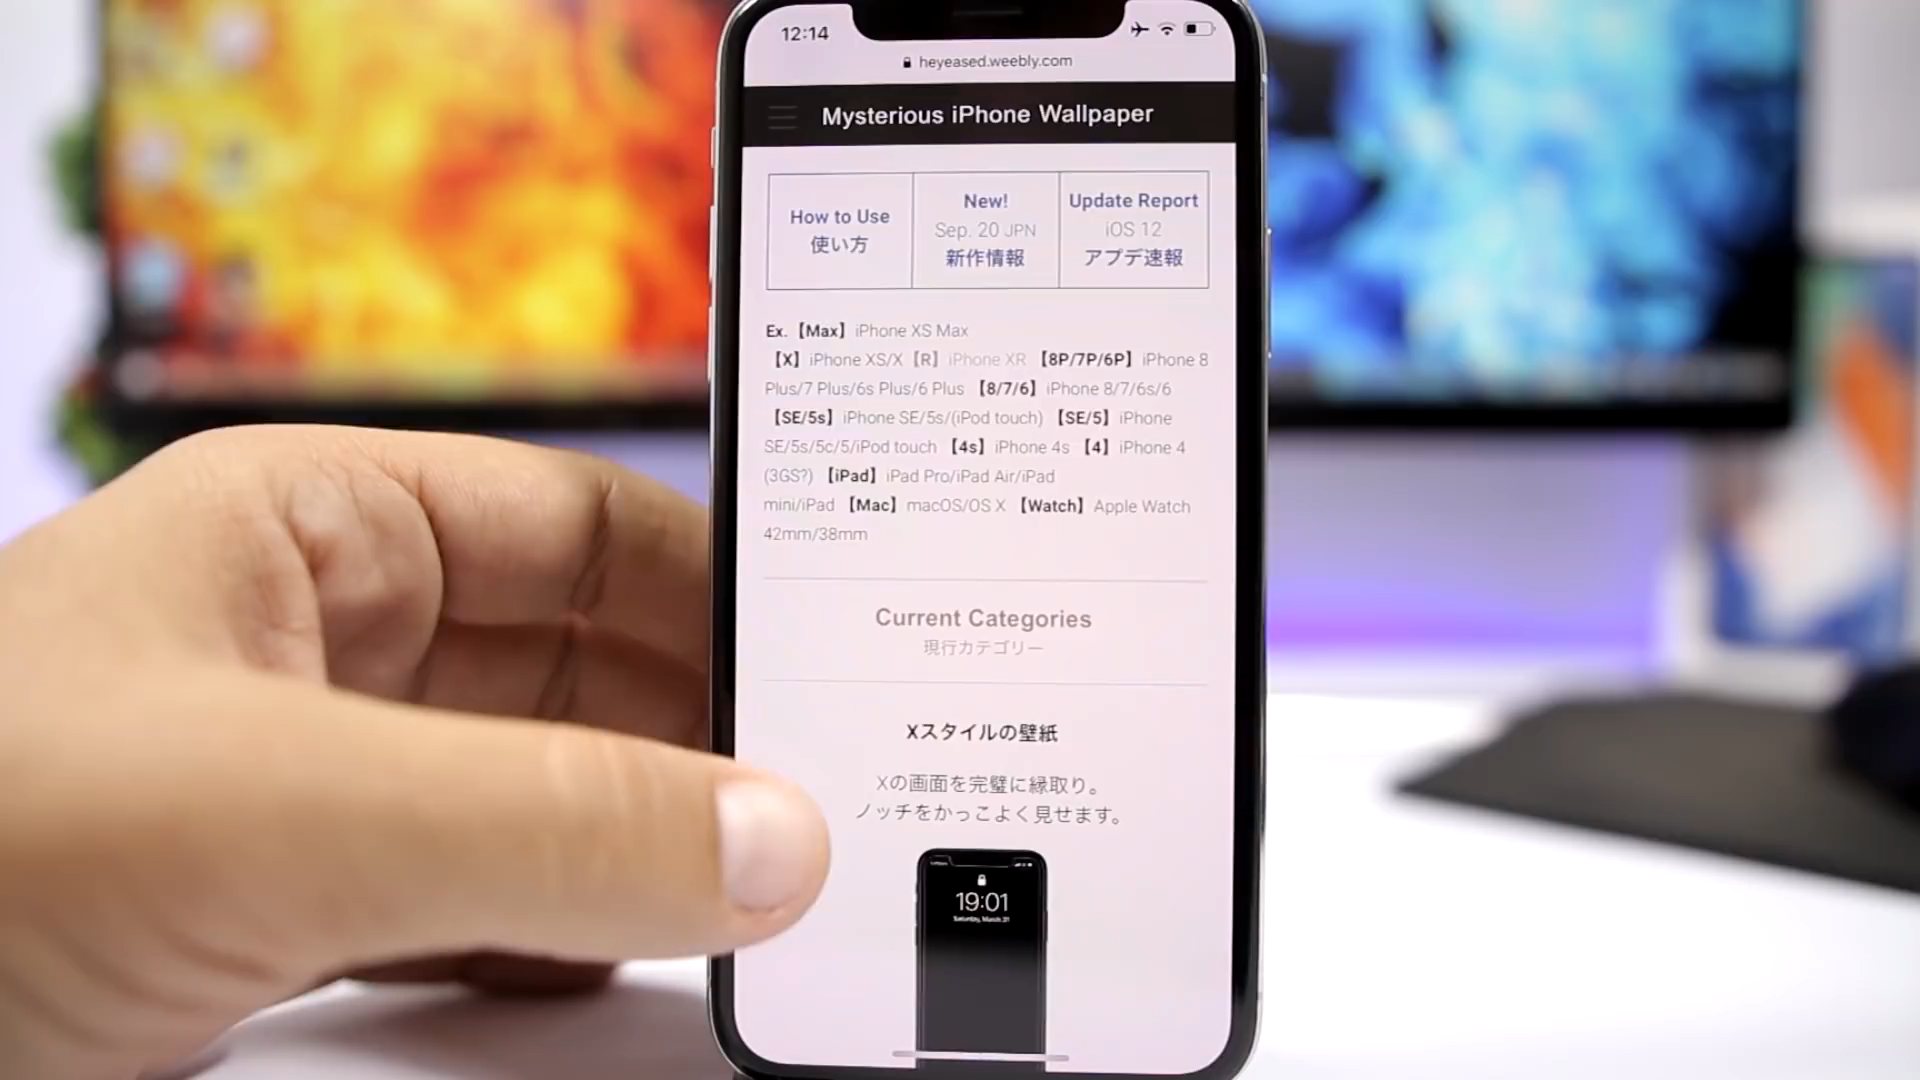 12:14
heyeased.weebly.com
Mysterious iPhone Wallpaper
How to Use
使い方
New!
Sep. 20 JPN
新作情報
Update Report
iOS 12
アプデ速報
Ex.【Max】iPhone XS Max
【X】iPhone XS/X【R】iPhone XR【8P/7P/6P】iPhone 8
Plus/7 Plus/6s Plus/6 Plus【8/7/6】iPhone 8/7/6s/6
【SE/5s】iPhone SE/5s/(iPod touch)【SE/5】iPhone
SE/5s/5c/5/iPod touch【4s】iPhone 4s【4】iPhone 4
(3GS?)【iPad】iPad Pro/iPad Air/iPad
mini/iPad【Mac】macOS/OS X【Watch】Apple Watch
42mm/38mm
Current Categories
現行カテゴリー
Xスタイルの壁紙
Xの画面を完璧に縁取り。
ノッチをかっこよく見せます。
19:01
Saturday, March 31